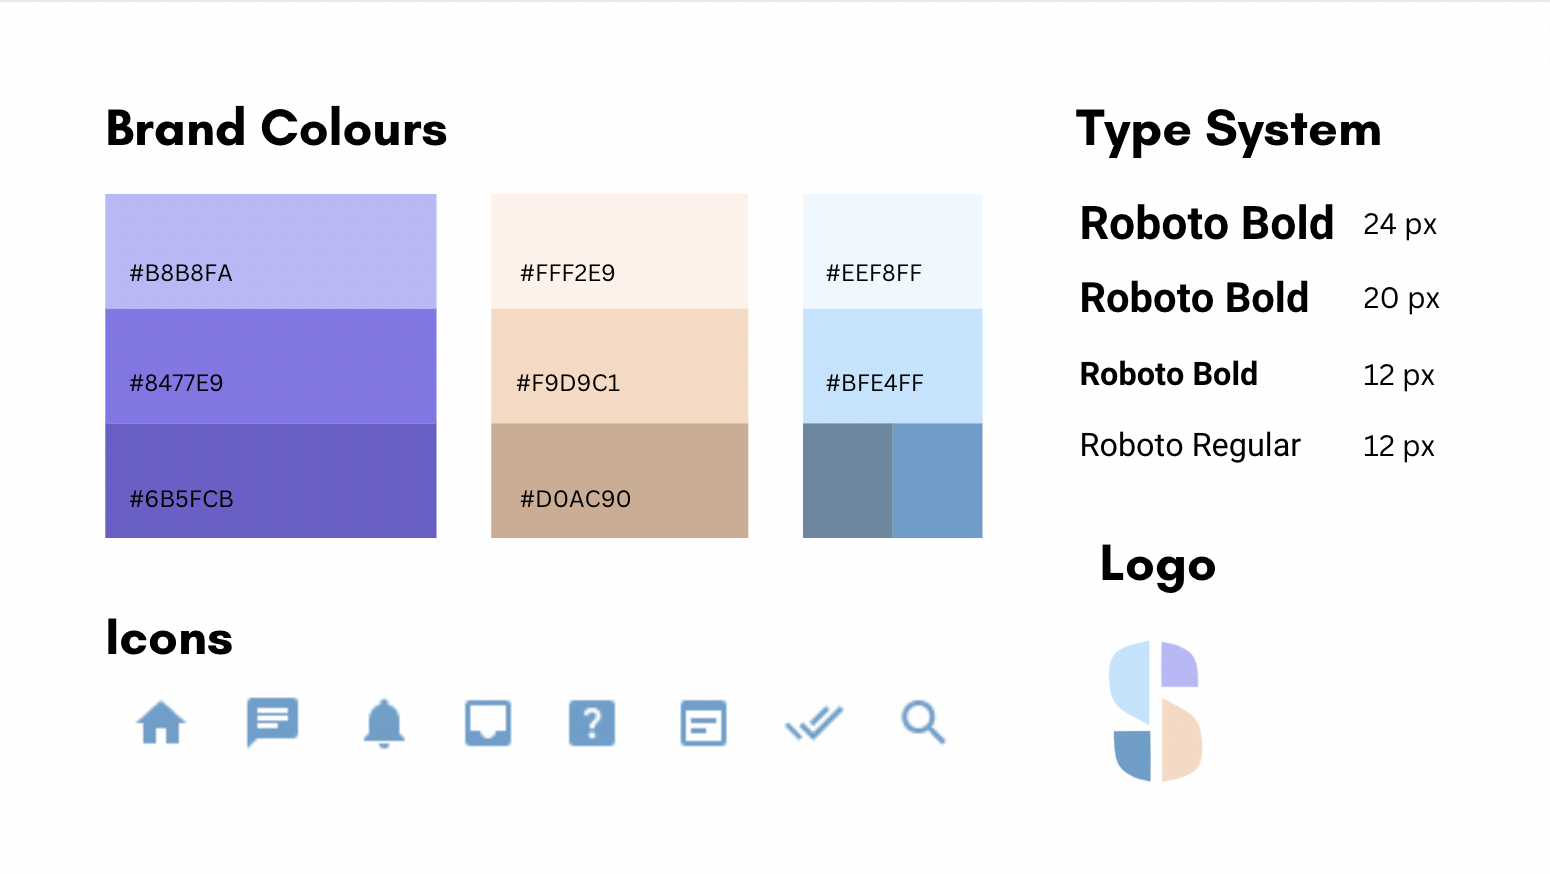 Brand Colours
#B8B8FA
#8477E9
#6B5FCB
#FFF2E9
#F9D9C1
#D0AC90
#EEF8FF
#BFE4FF
Type System
Roboto Bold 24 px
Roboto Bold 20 px
Roboto Bold 12 px
Roboto Regular 12 px
Icons
?
Logo
S